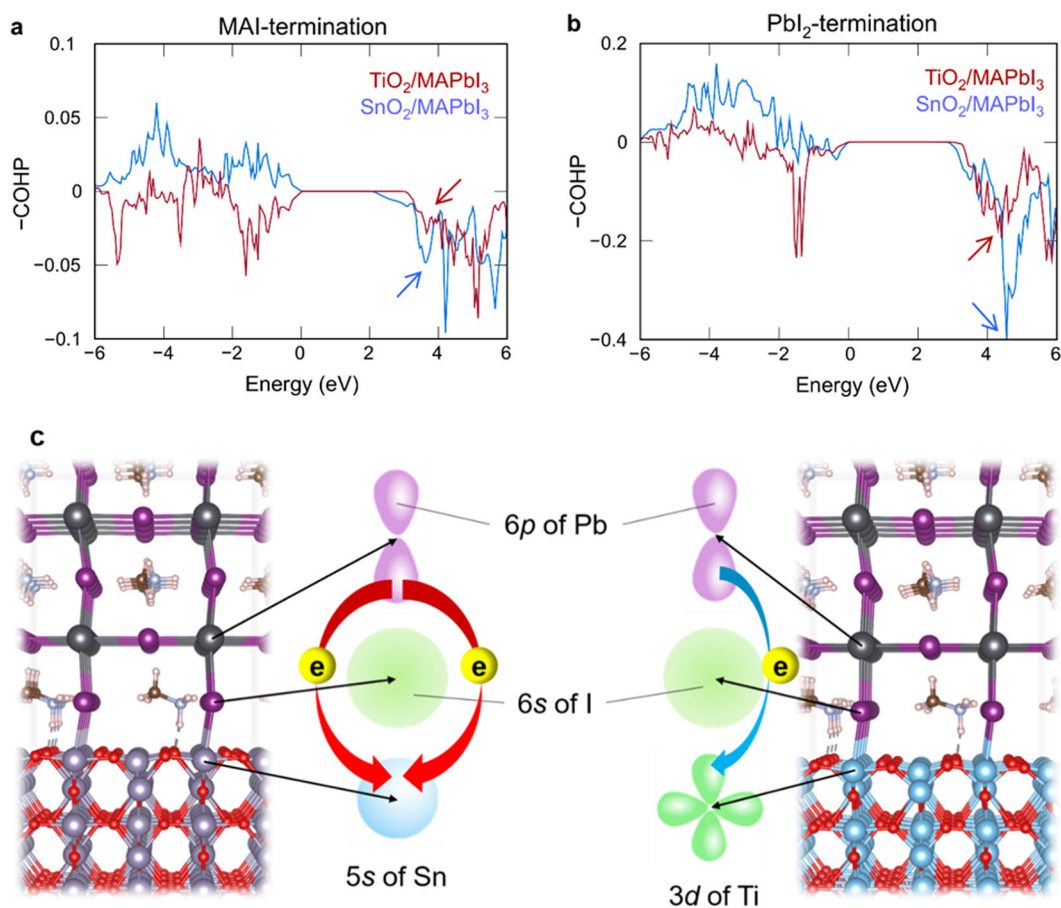 a
MAI-termination
0.1
0.05
0
−0.05
−0.1
−COHP
TiO2/MAPbI3
SnO2/MAPbI3
−6
−4
−2
0
2
4
6
Energy (eV)
b
PbI2-termination
0.2
0
−0.2
−0.4
−COHP
TiO2/MAPbI3
SnO2/MAPbI3
−6
−4
−2
0
2
4
6
Energy (eV)
c
6p of Pb
e
e
e
6s of I
5s of Sn
3d of Ti